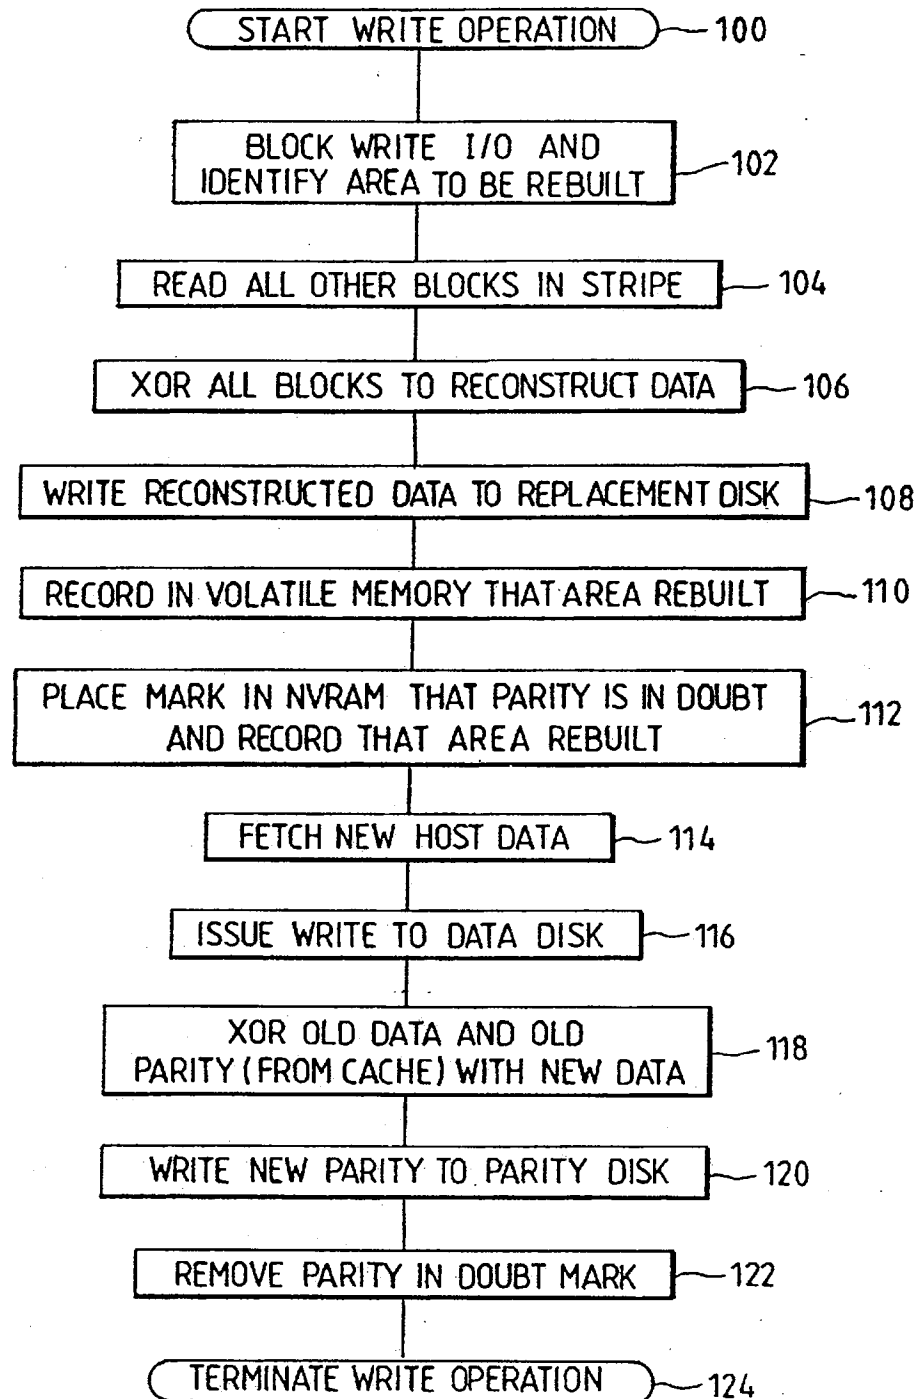 START WRITE OPERATION 100
BLOCK WRITE I/O AND
IDENTIFY AREA TO BE REBUILT 102
READ ALL OTHER BLOCKS IN STRIPE 104
XOR ALL BLOCKS TO RECONSTRUCT DATA 106
WRITE RECONSTRUCTED DATA TO REPLACEMENT DISK 108
RECORD IN VOLATILE MEMORY THAT AREA REBUILT 110
PLACE MARK IN NVRAM THAT PARITY IS IN DOUBT
AND RECORD THAT AREA REBUILT 112
FETCH NEW HOST DATA 114
ISSUE WRITE TO DATA DISK 116
XOR OLD DATA AND OLD
PARITY (FROM CACHE) WITH NEW DATA 118
WRITE NEW PARITY TO PARITY DISK 120
REMOVE PARITY IN DOUBT MARK 122
TERMINATE WRITE OPERATION 124